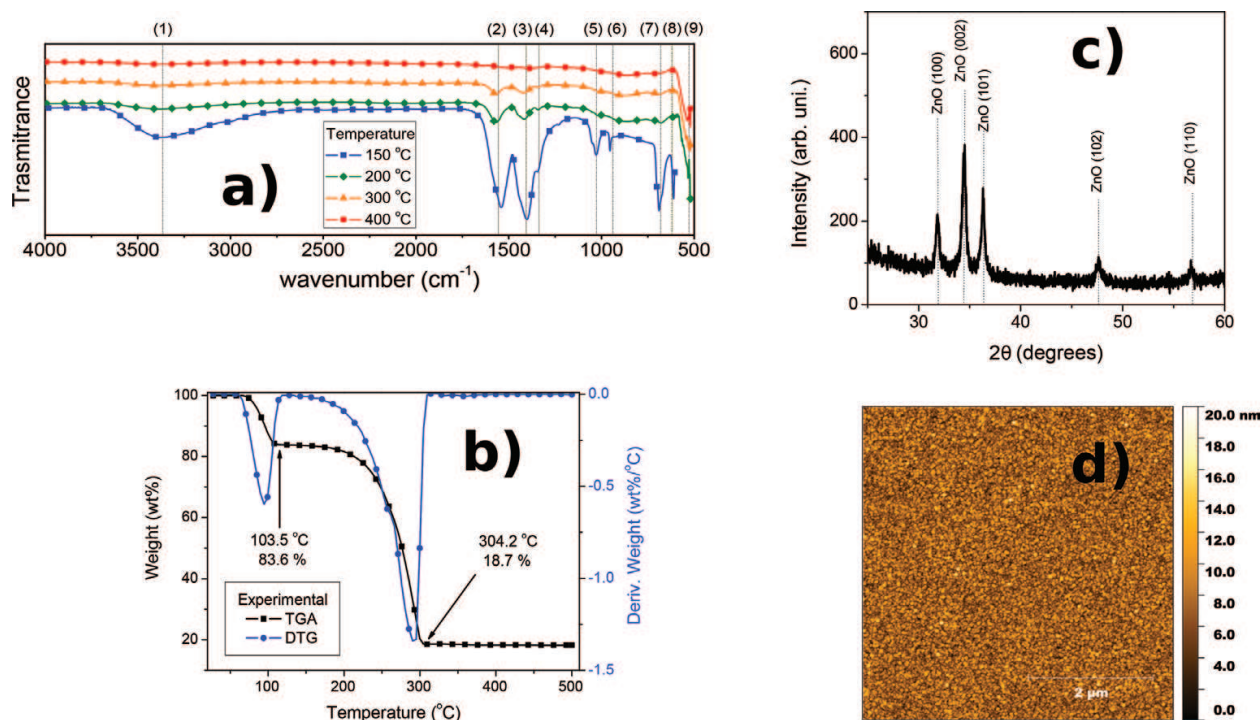 (1) (2) (3) (4) (5) (6) (7) (8) (9)
Trasmitrance
Temperature
150 °C
200 °C
300 °C
400 °C
a)
4000 3500 3000 2500 2000 1500 1000 500
wavenumber (cm-1)
600
400
200
0
Intensity (arb. uni.)
ZnO (100)
ZnO (002)
ZnO (101)
ZnO (102)
ZnO (110)
c)
30 40 50 60
2θ (degrees)
100
80
60
40
20
Weight (wt%)
0.0
-0.5
-1.0
-1.5
Deriv. Weight (wt%/°C)
b)
103.5 °C
83.6 %
304.2 °C
18.7 %
Experimental
TGA
DTG
100 200 300 400 500
Temperature (°C)
d)
2 µm
20.0 nm
18.0
16.0
14.0
12.0
10.0
8.0
6.0
4.0
2.0
0.0